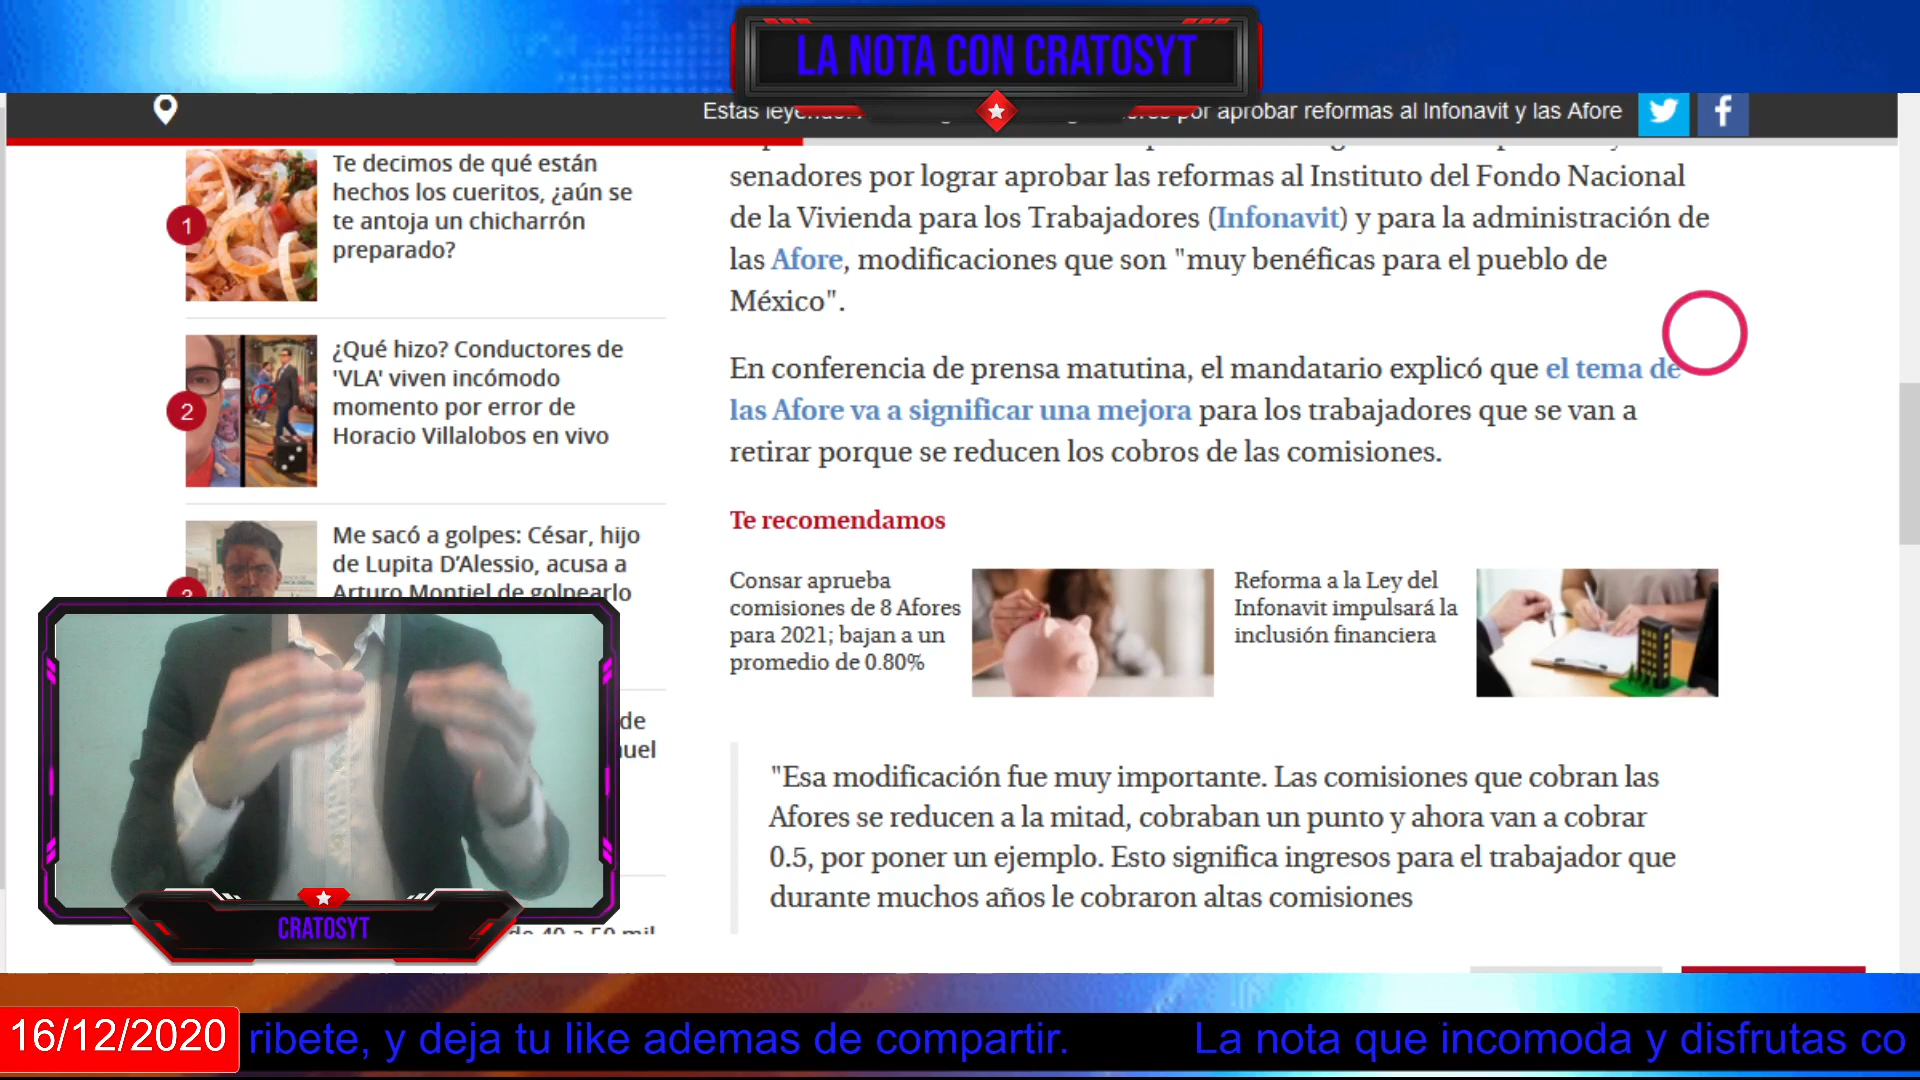 LA NOTA CON CRATOSYT
Estás
por aprobar reformas al Infonavit y las Afore
1
Te decimos de qué están
hechos los cueritos, ¿aún se
te antoja un chicharrón
preparado?
2
¿Qué hizo? Conductores de
'VLA' viven incómodo
momento por error de
Horacio Villalobos en vivo
3
Me sacó a golpes: César, hijo
de Lupita D'Alessio, acusa a
Arturo Montiel de golpearlo
de
uel
senadores por lograr aprobar las reformas al Instituto del Fondo Nacional
de la Vivienda para los Trabajadores (Infonavit) y para la administración de
las Afore, modificaciones que son "muy benéficas para el pueblo de
México".
En conferencia de prensa matutina, el mandatario explicó que el tema de
las Afore va a significar una mejora para los trabajadores que se van a
retirar porque se reducen los cobros de las comisiones.
Te recomendamos
Consar aprueba
comisiones de 8 Afores
para 2021; bajan a un
promedio de 0.80%
Reforma a la Ley del
Infonavit impulsará la
inclusión financiera
"Esa modificación fue muy importante. Las comisiones que cobran las
Afores se reducen a la mitad, cobraban un punto y ahora van a cobrar
0.5, por poner un ejemplo. Esto significa ingresos para el trabajador que
durante muchos años le cobraron altas comisiones
CRATOSYT
16/12/2020
ribete, y deja tu like ademas de compartir. La nota que incomoda y disfrutas co